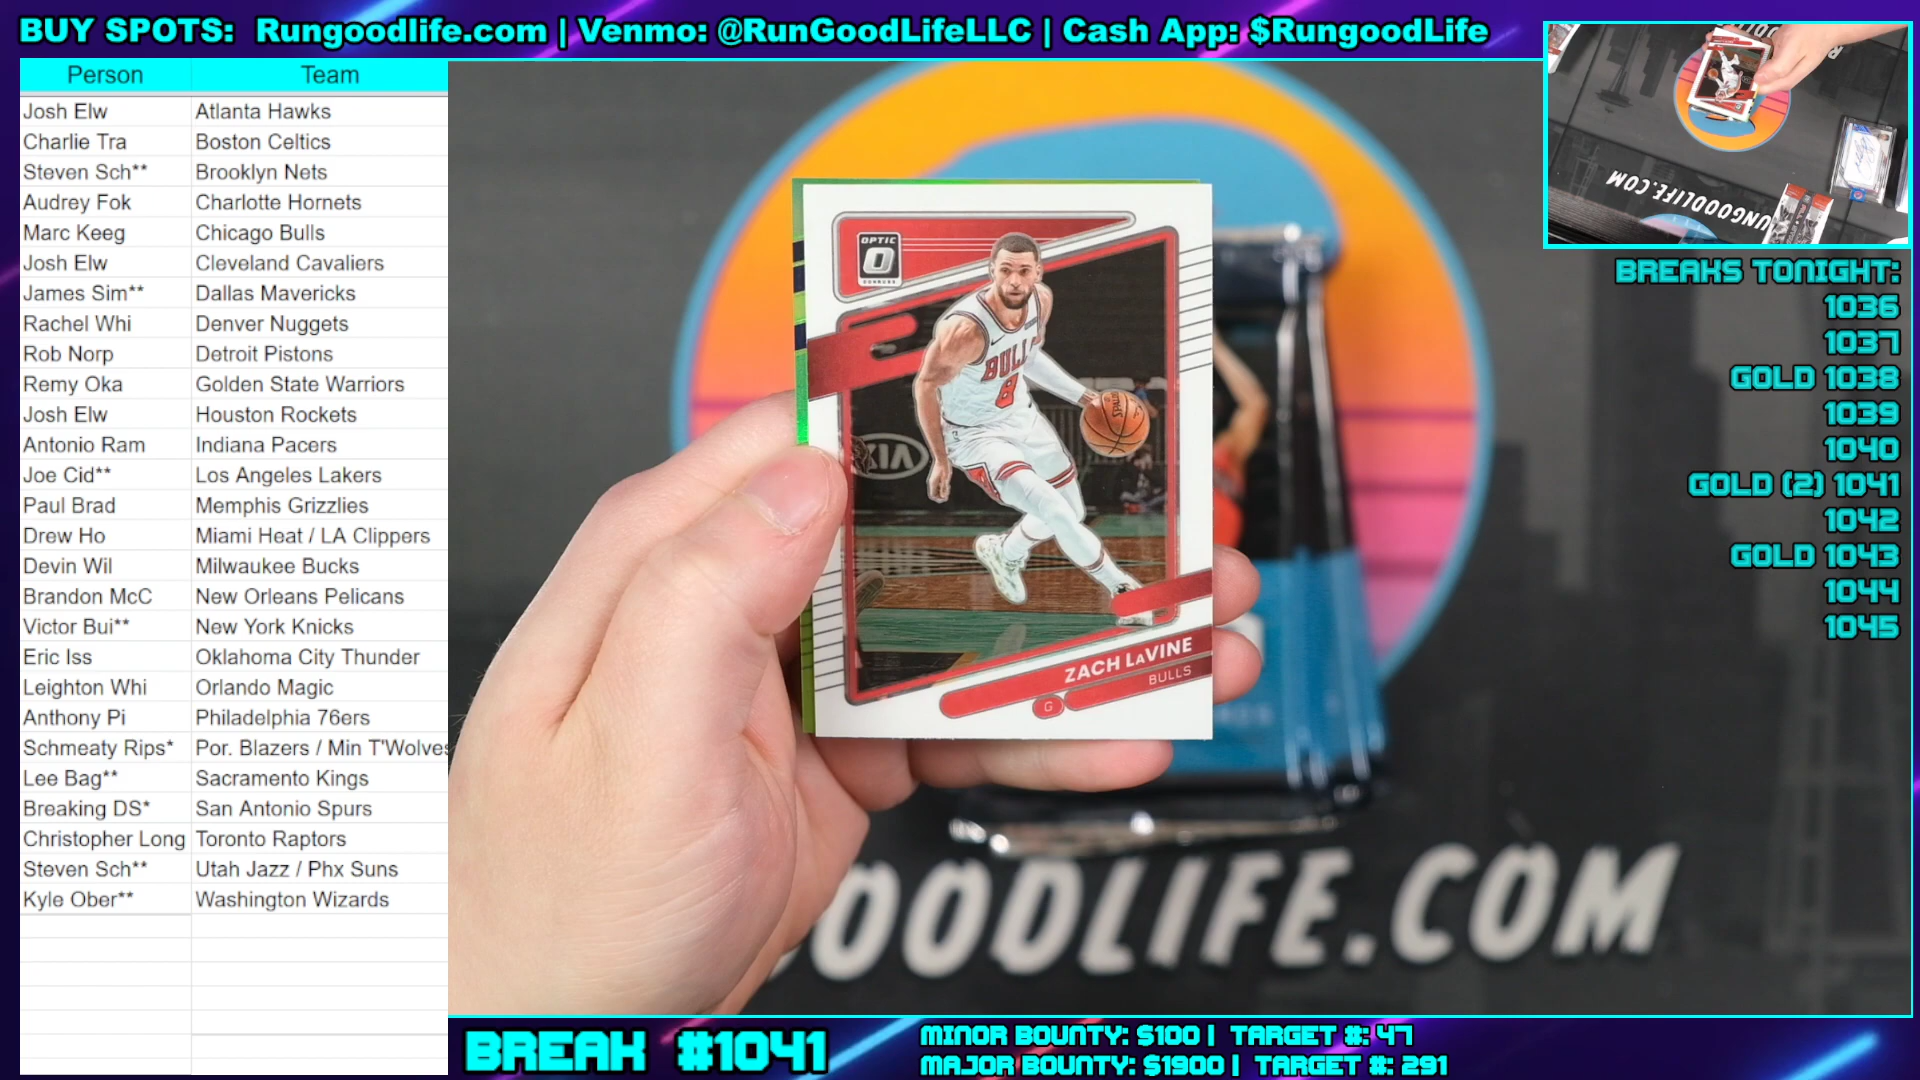 BUY SPOTS: Rungoodlife.com | Venmo: @RunGoodLifeLLC | Cash App: $RungoodLife
Person Team
Josh Elw Atlanta Hawks
Charlie Tra Boston Celtics
Steven Sch** Brooklyn Nets
Audrey Fok Charlotte Hornets
Marc Keeg Chicago Bulls
Josh Elw Cleveland Cavaliers
James Sim** Dallas Mavericks
Rachel Whi Denver Nuggets
Rob Norp Detroit Pistons
Remy Oka Golden State Warriors
Josh Elw Houston Rockets
Antonio Ram Indiana Pacers
Joe Cid** Los Angeles Lakers
Paul Brad Memphis Grizzlies
Drew Ho Miami Heat / LA Clippers
Devin Wil Milwaukee Bucks
Brandon McC New Orleans Pelicans
Victor Bui** New York Knicks
Eric Iss Oklahoma City Thunder
Leighton Whi Orlando Magic
Anthony Pi Philadelphia 76ers
Schmeaty Rips* Por. Blazers / Min T'Wolves
Lee Bag** Sacramento Kings
Breaking DS* San Antonio Spurs
Christopher Long Toronto Raptors
Steven Sch** Utah Jazz / Phx Suns
Kyle Ober** Washington Wizards
OPTIC
DONRUSS
BULLS
8
SPALDING
KIA
ZACH LAVINE
BULLS
G
OODLIFE.COM
UNGOODLIFE.COM
BREAKS TONIGHT:
1036
1037
GOLD 1038
1039
1040
GOLD (2) 1041
1042
GOLD 1043
1044
1045
BREAK #1041
MINOR BOUNTY: $100 | TARGET #: 47
MAJOR BOUNTY: $1900 | TARGET #: 291